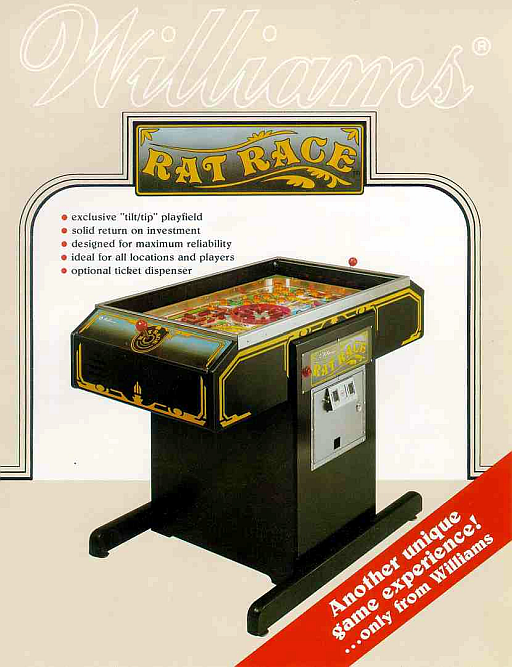 Williams®
RAT RACE
exclusive "tilt/tip" playfield
solid return on investment
designed for maximum reliability
ideal for all locations and players
optional ticket dispenser
RAT RACE
Another unique
game experience!
...only from Williams